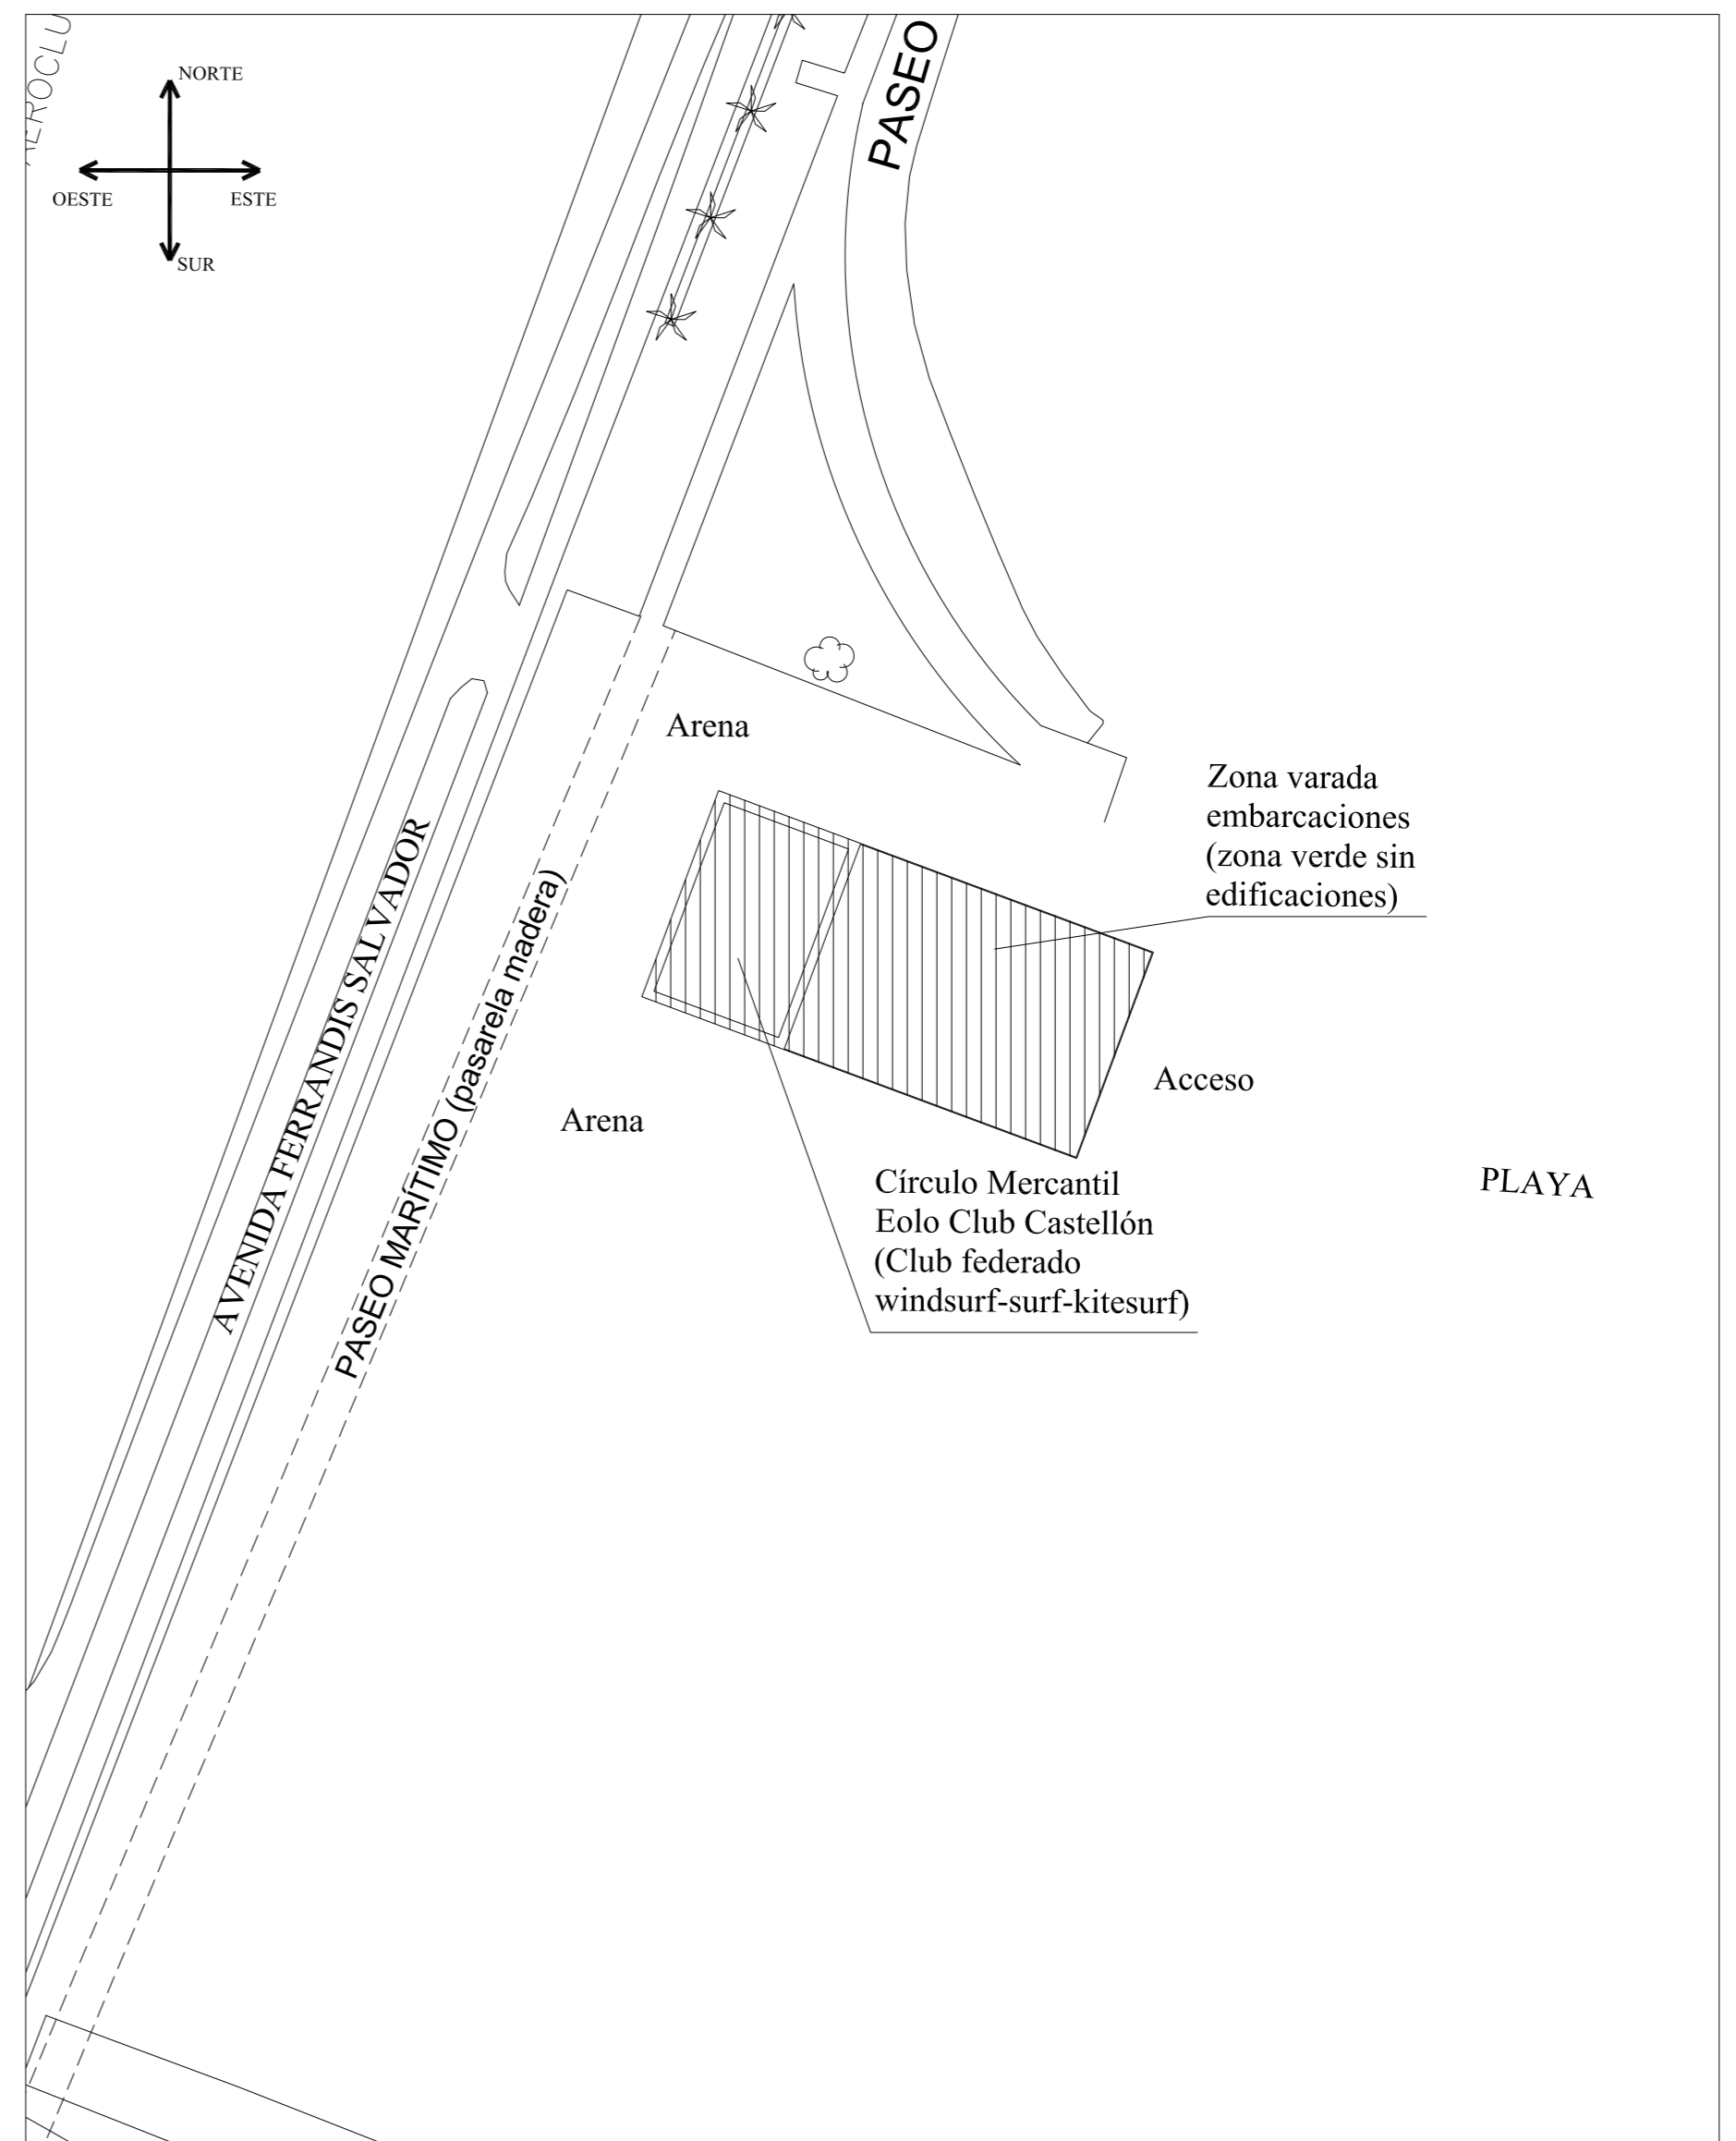 AEROCLU
NORTE
OESTE
ESTE
SUR
PASEO
Arena
Zona varada
embarcaciones
(zona verde sin
edificaciones)
AVENIDA FERRANDIS SALVADOR
PASEO MARÍTIMO (pasarela madera)
Acceso
Arena
PLAYA
Círculo Mercantil
Eolo Club Castellón
(Club federado
windsurf-surf-kitesurf)